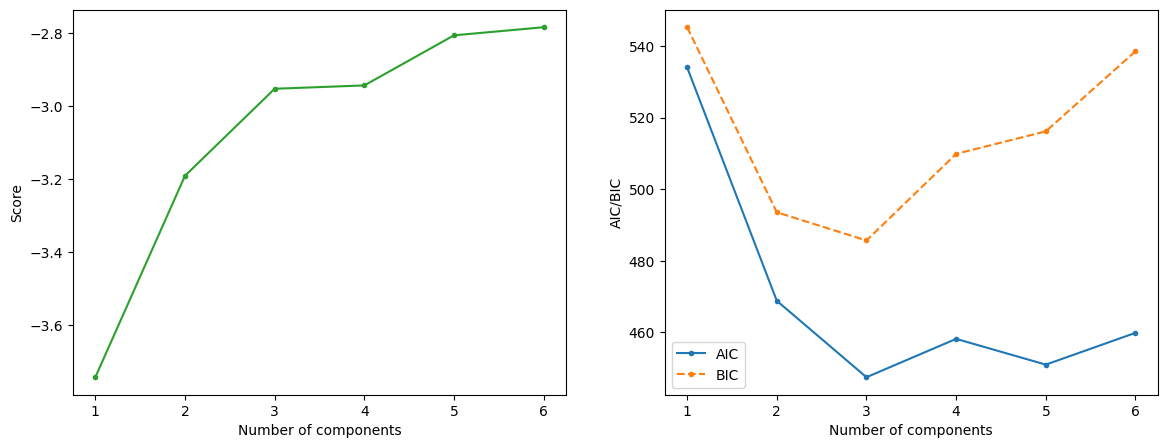 −2.8
−3.0
−3.2
−3.4
−3.6
Score
1 2 3 4 5 6
Number of components
540
520
500
480
460
AIC/BIC
AIC
BIC
1 2 3 4 5 6
Number of components